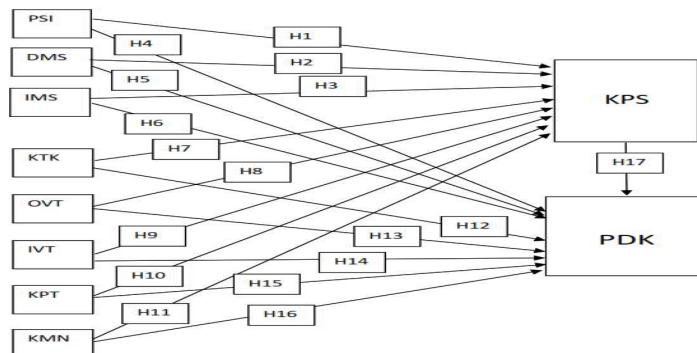 PSI
H1
H4
DMS
H2
H5
IMS
H3
KPS
H6
H7
KTK
H8
H17
OVT
H12
H9
H13
PDK
IVT
H14
H10
H15
KPT
H11
H16
KMN